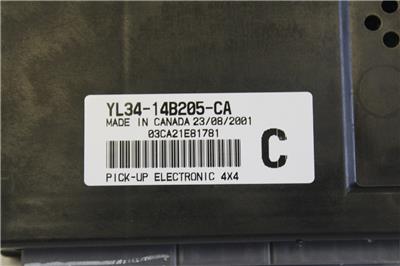 YL34-14B205-CA
MADE IN CANADA 23/08/2001
03CA21E81781
C
PICK-UP ELECTRONIC 4X4